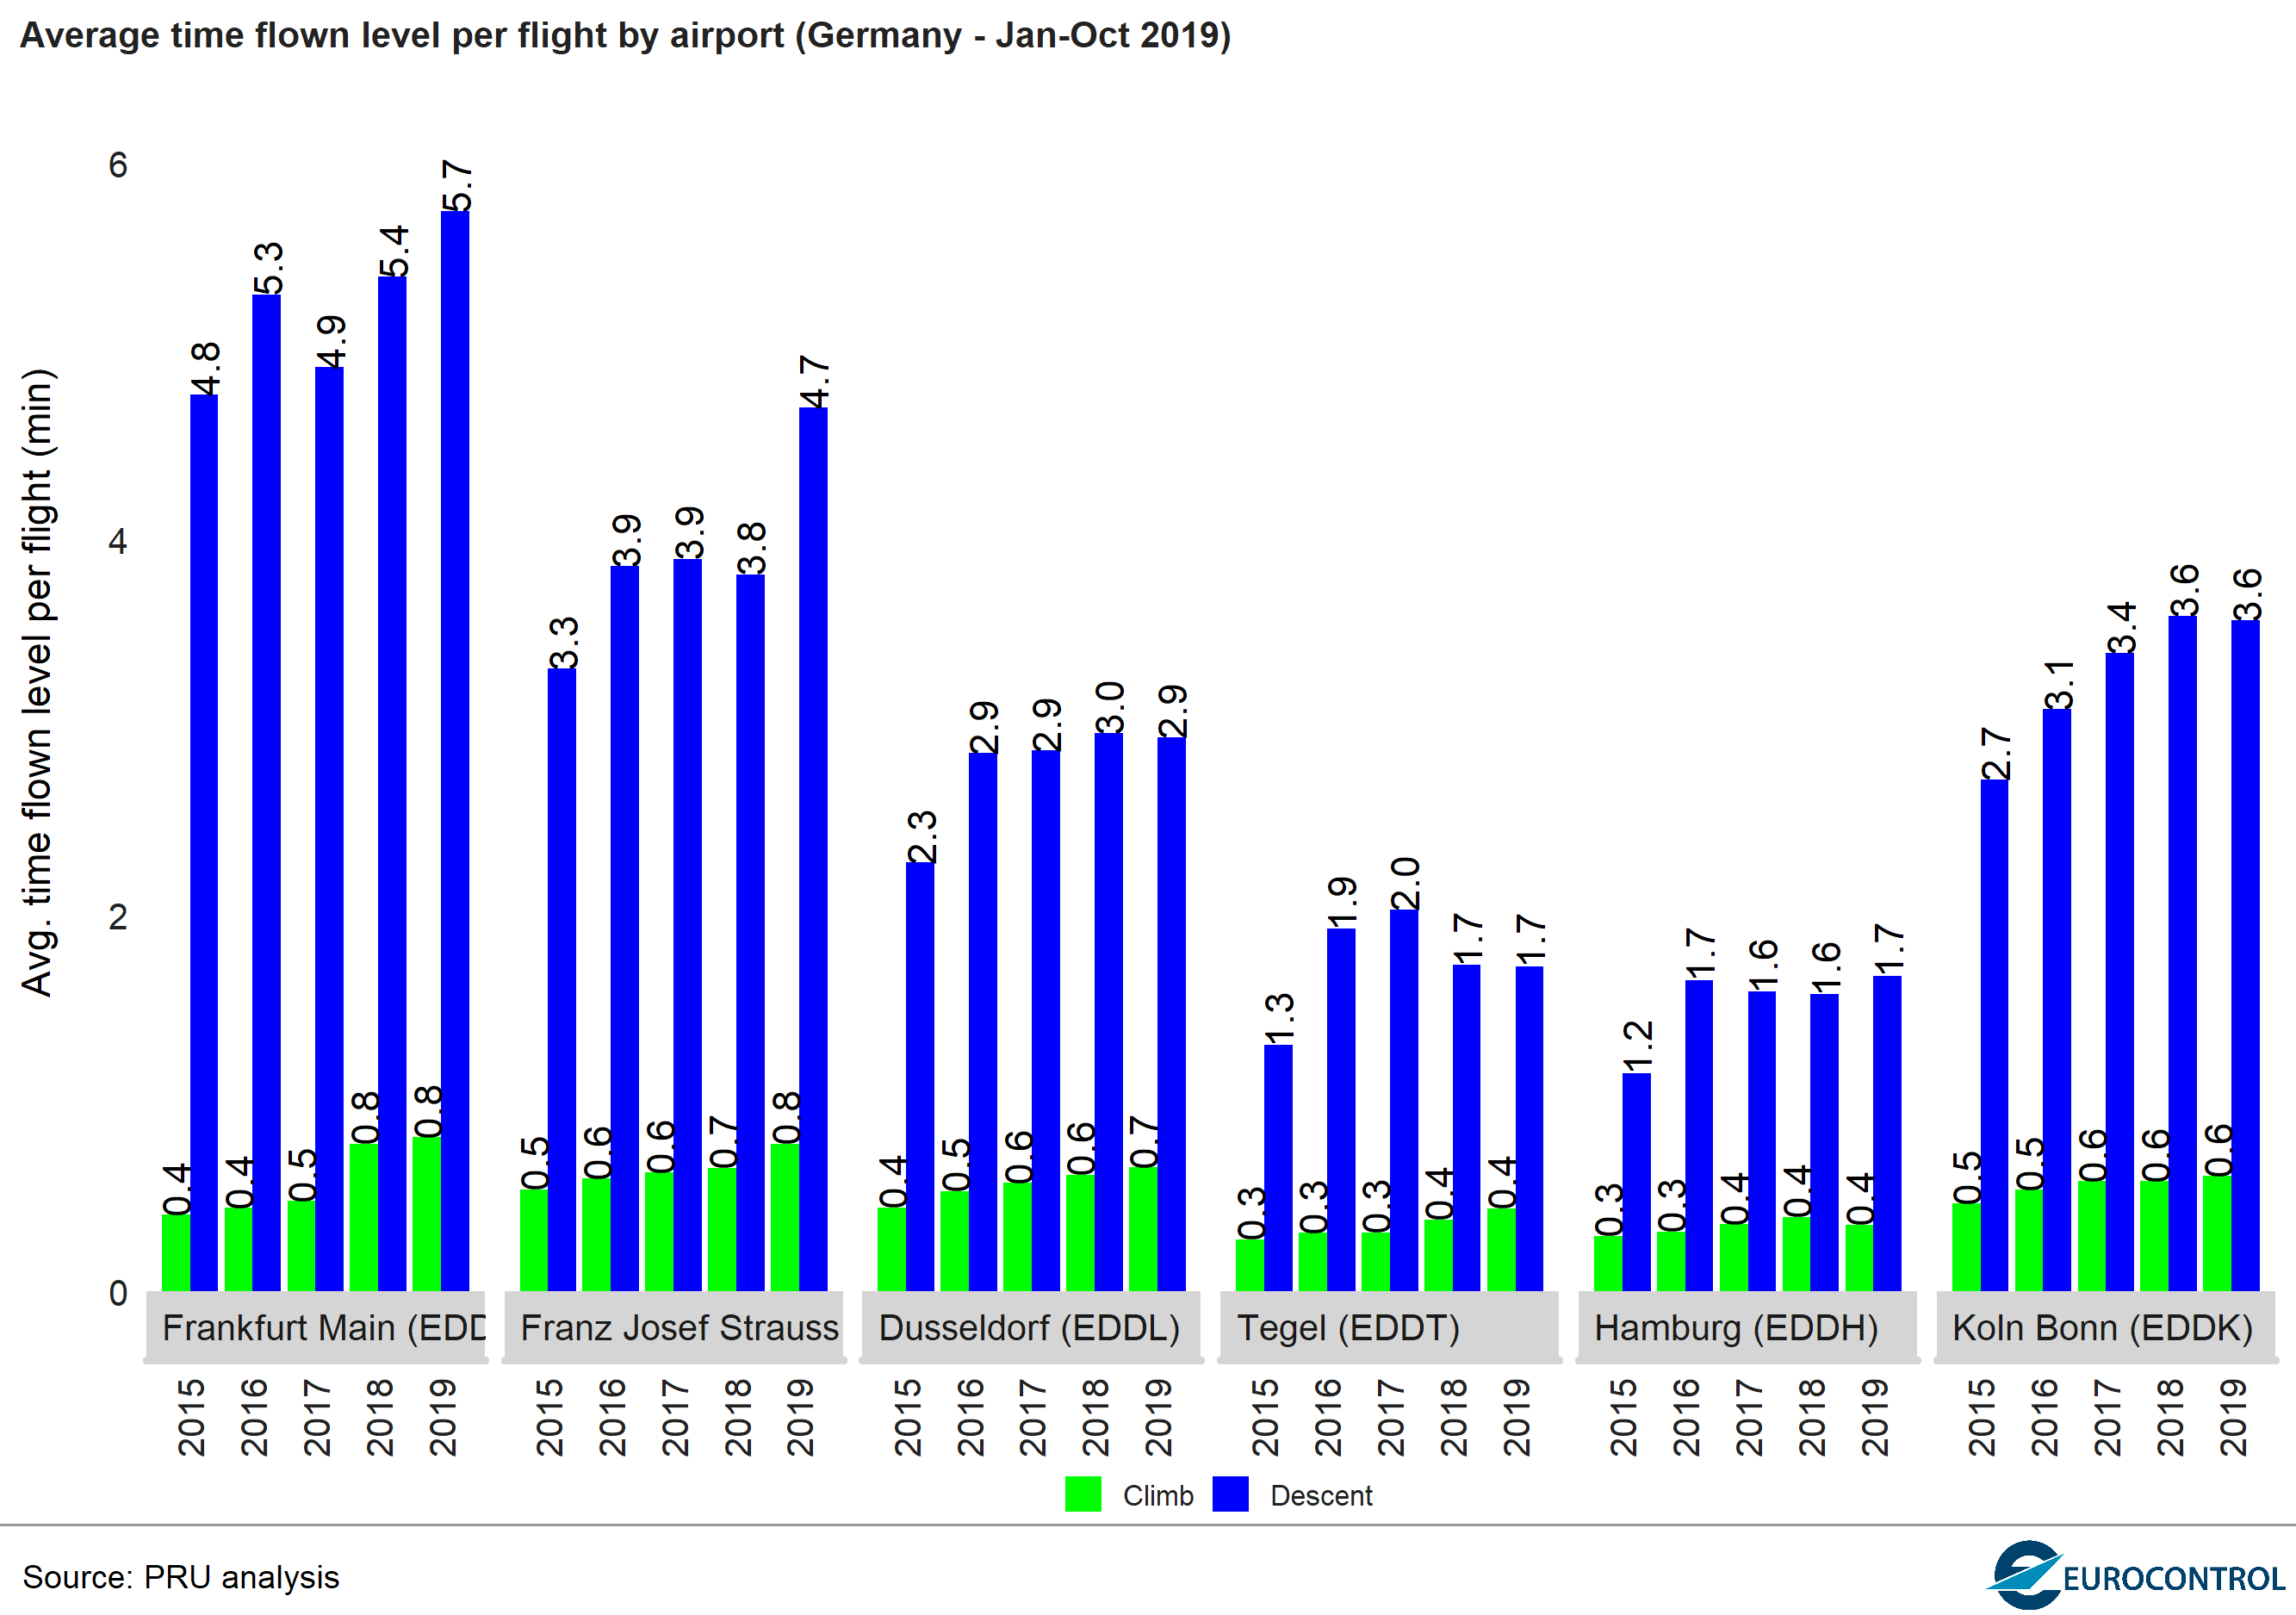 Average time flown level per flight by airport (Germany - Jan-Oct 2019)
Avg. time flown level per flight (min)
6
4
2
0
0.4 4.8 0.4 5.3 0.5 4.9 0.8 5.4 0.8 5.7
0.5 3.3 0.6 3.9 0.6 3.9 0.7 3.8 0.8 4.7
0.4 2.3 0.5 2.9 0.6 2.9 0.6 3.0 0.7 2.9
0.3 1.3 0.3 1.9 0.3 2.0 0.4 1.7 0.4 1.7
0.3 1.2 0.3 1.7 0.4 1.6 0.4 1.6 0.4 1.7
0.5 2.7 0.5 3.1 0.6 3.4 0.6 3.6 0.6 3.6
Frankfurt Main (EDD
Franz Josef Strauss
Dusseldorf (EDDL)
Tegel (EDDT)
Hamburg (EDDH)
Koln Bonn (EDDK)
2015 2016 2017 2018 2019
2015 2016 2017 2018 2019
2015 2016 2017 2018 2019
2015 2016 2017 2018 2019
2015 2016 2017 2018 2019
2015 2016 2017 2018 2019
Climb Descent
Source: PRU analysis
EUROCONTROL